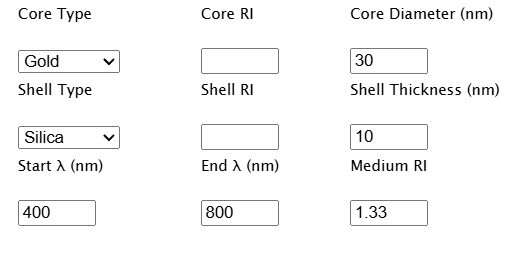 Core Type Core RI Core Diameter (nm)
Gold 30
Shell Type Shell RI Shell Thickness (nm)
Silica 10
Start λ (nm) End λ (nm) Medium RI
400 800 1.33